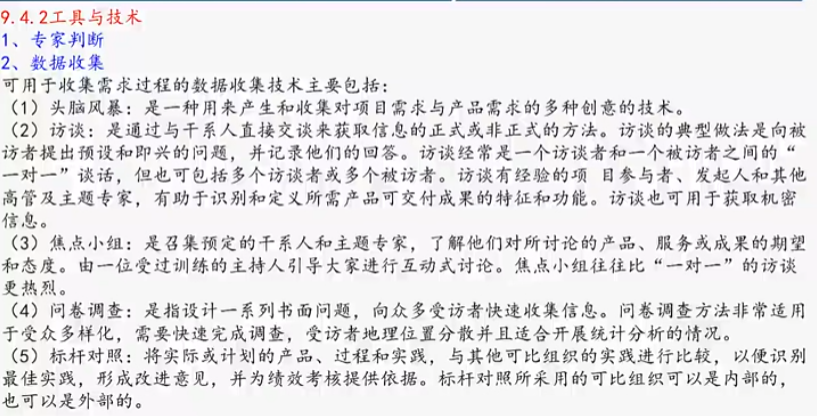 9.4.2工具与技术
1、专家判断
2、数据收集
可用于收集需求过程的数据收集技术主要包括：
（1）头脑风暴：是一种用来产生和收集对项目需求与产品需求的多种创意的技术。
（2）访谈：是通过与干系人直接交谈来获取信息的正式或非正式的方法。访谈的典型做法是向被
访者提出预设和即兴的问题，并记录他们的回答。访谈经常是一个访谈者和一个被访者之间的“
一对一”谈话，但也可包括多个访谈者或多个被访者。访谈有经验的项 目参与者、发起人和其他
高管及主题专家，有助于识别和定义所需产品可交付成果的特征和功能。访谈也可用于获取机密
信息。
（3）焦点小组：是召集预定的干系人和主题专家，了解他们对所讨论的产品、服务或成果的期望
和态度。由一位受过训练的主持人引导大家进行互动式讨论。焦点小组往往比“一对一”的访谈
更热烈。
（4）问卷调查：是指设计一系列书面问题，向众多受访者快速收集信息。问卷调查方法非常适用
于受众多样化，需要快速完成调查，受访者地理位置分散并且适合开展统计分析的情况。
（5）标杆对照：将实际或计划的产品、过程和实践，与其他可比组织的实践进行比较，以便识别
最佳实践，形成改进意见，并为绩效考核提供依据。标杆对照所采用的可比组织可以是内部的，
也可以是外部的。